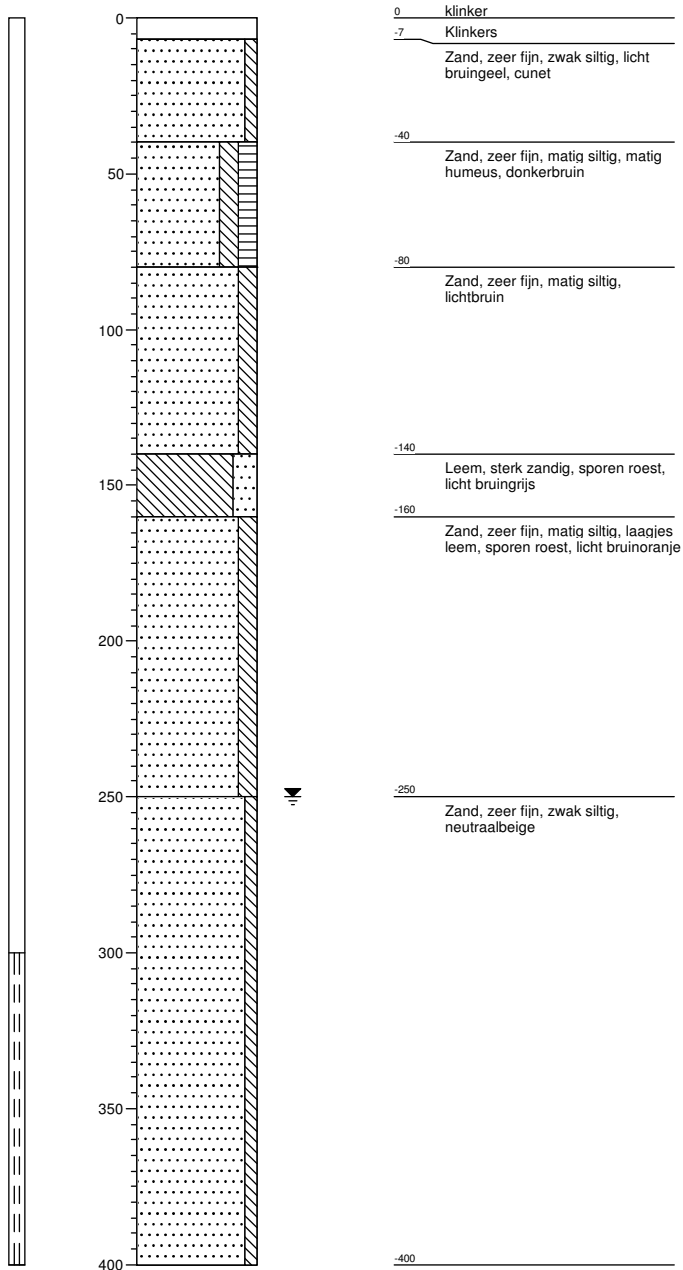 0
50
100
150
200
250
300
350
400
0 klinker
-7 Klinkers
Zand, zeer fijn, zwak siltig, licht
bruingeel, cunet
-40
Zand, zeer fijn, matig siltig, matig
humeus, donkerbruin
-80
Zand, zeer fijn, matig siltig,
lichtbruin
-140
Leem, sterk zandig, sporen roest,
licht bruingrijs
-160
Zand, zeer fijn, matig siltig, laagjes
leem, sporen roest, licht bruinoranje
-250
Zand, zeer fijn, zwak siltig,
neutraalbeige
-400